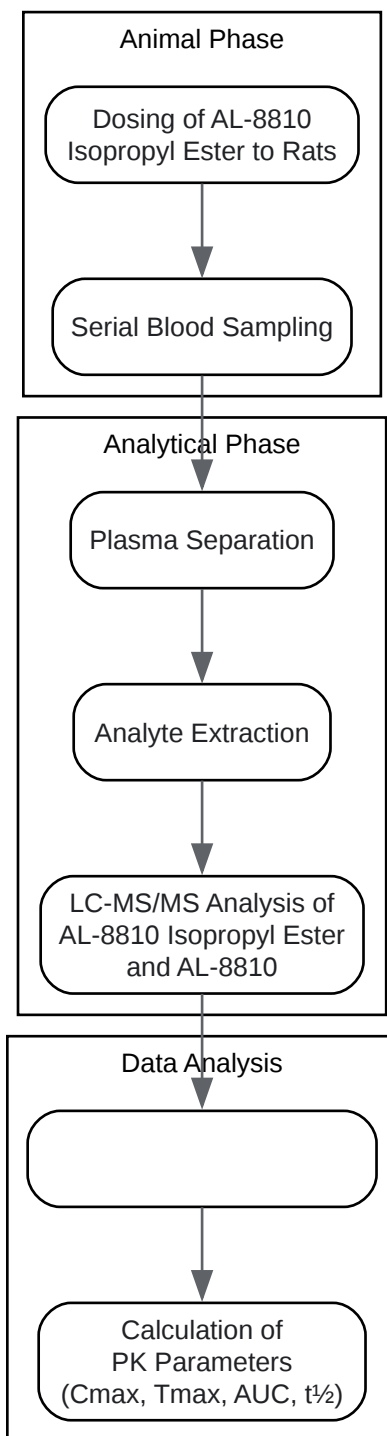 Animal Phase
Dosing of AL-8810
Isopropyl Ester to Rats
Serial Blood Sampling
Analytical Phase
Plasma Separation
Analyte Extraction
LC-MS/MS Analysis of
AL-8810 Isopropyl Ester
and AL-8810
Data Analysis
Calculation of
PK Parameters
(Cmax, Tmax, AUC, t½)